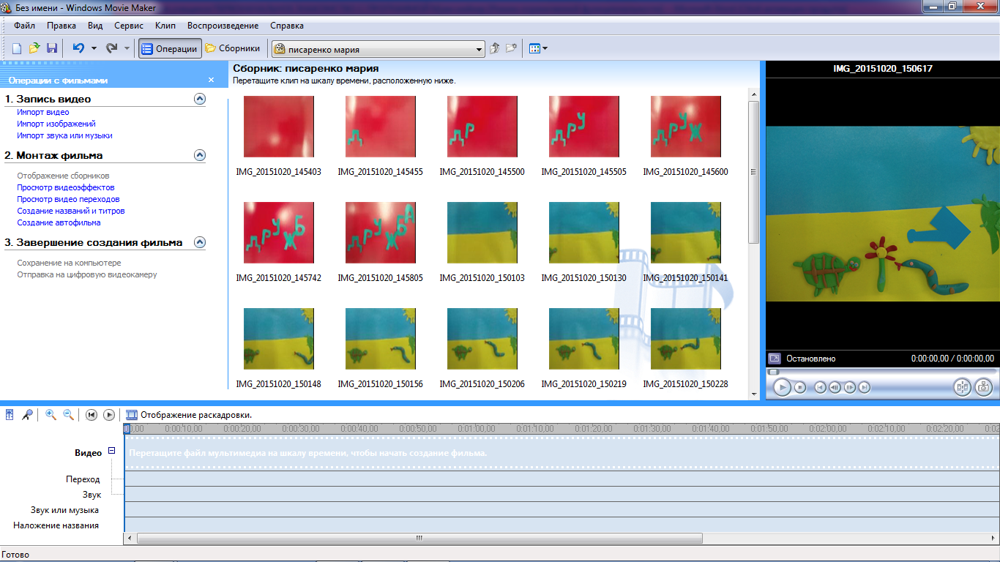 Без имени - Windows Movie Maker
Файл Правка Вид Сервис Клип Воспроизведение Справка
Операции Сборники писаренко мария
Операции с фильмами
1. Запись видео
Импорт видео
Импорт изображений
Импорт звука или музыки
2. Монтаж фильма
Отображение сборников
Просмотр видеоэффектов
Просмотр видео переходов
Создание названий и титров
Создание автофильма
3. Завершение создания фильма
Сохранение на компьютере
Отправка на цифровую видеокамеру
Сборник: писаренко мария
Перетащите клип на шкалу времени, расположенную ниже.
Д
ДР
ДРУ
ДРУЖ
IMG_20151020_145403 IMG_20151020_145455 IMG_20151020_145500 IMG_20151020_145505 IMG_20151020_145600
ДРУЖБ
ДРУЖБА
IMG_20151020_145742 IMG_20151020_145805 IMG_20151020_150103 IMG_20151020_150130 IMG_20151020_150141
IMG_20151020_150148 IMG_20151020_150156 IMG_20151020_150206 IMG_20151020_150219 IMG_20151020_150228
IMG_20151020_150617
Остановлено 0:00:00,00 / 0:00:00,00
Отображение раскадровки.
0:00:10,00 0:00:20,00 0:00:30,00 0:00:40,00 0:00:50,00 0:01:00,00 0:01:10,00 0:01:20,00 0:01:30,00 0:01:40,00 0:01:50,00 0:02:00,00 0:02:10,00 0:02:20,00
Видео
Перетащите файл мультимедиа на шкалу времени, чтобы начать создание фильма.
Переход
Звук
Звук или музыка
Наложение названия
Готово